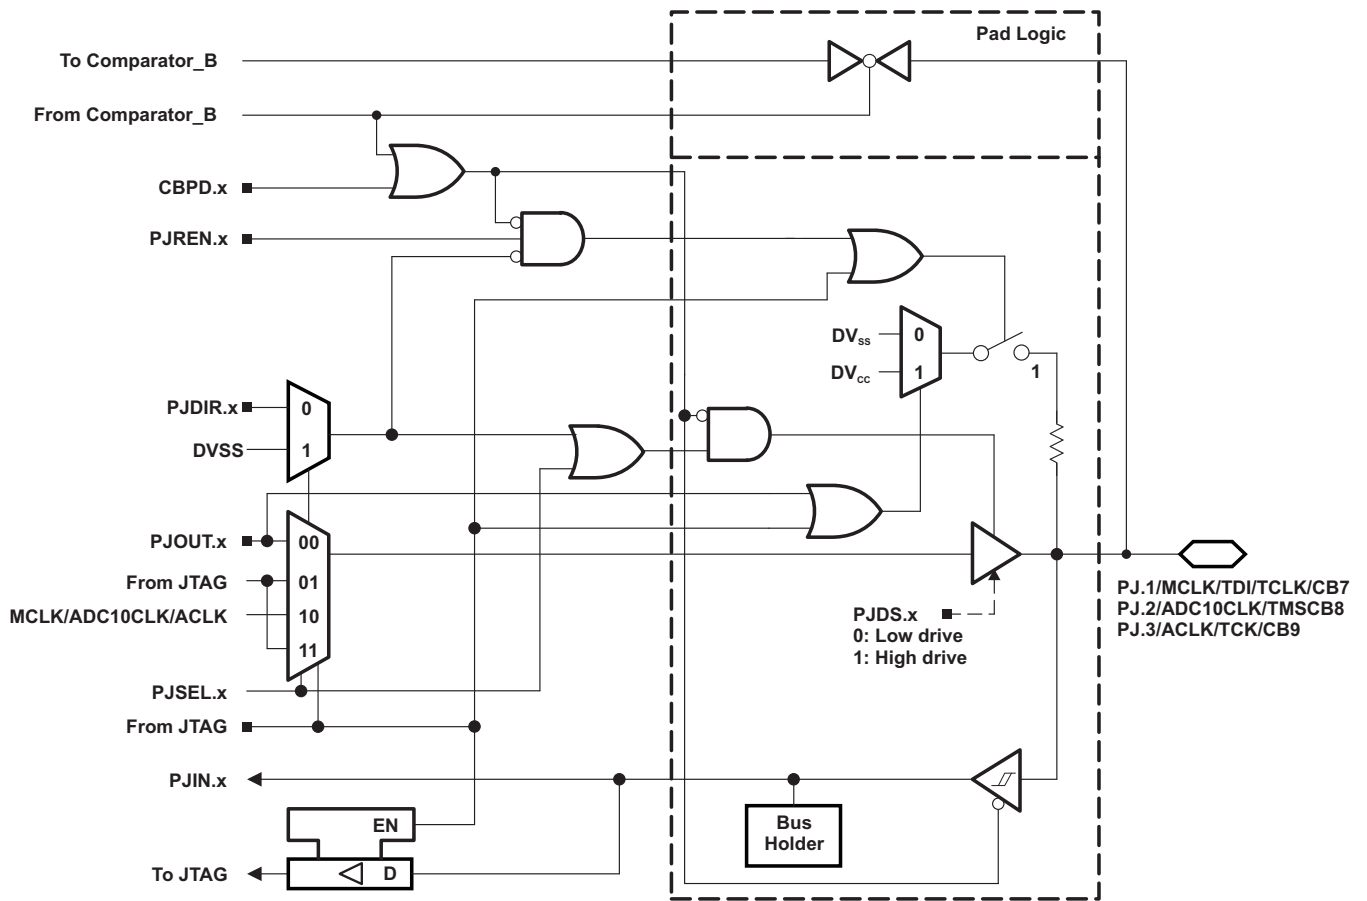 Pad Logic
To Comparator_B
From Comparator_B
CBPD.x
PJREN.x
DVSS
0
DVCC
1
1
PJDIR.x
0
DVSS
1
PJOUT.x
00
From JTAG
01
MCLK/ADC10CLK/ACLK
10
11
PJDS.x
0: Low drive
1: High drive
PJ.1/MCLK/TDI/TCLK/CB7
PJ.2/ADC10CLK/TMSCB8
PJ.3/ACLK/TCK/CB9
PJSEL.x
From JTAG
PJIN.x
Bus
Holder
EN
To JTAG
D